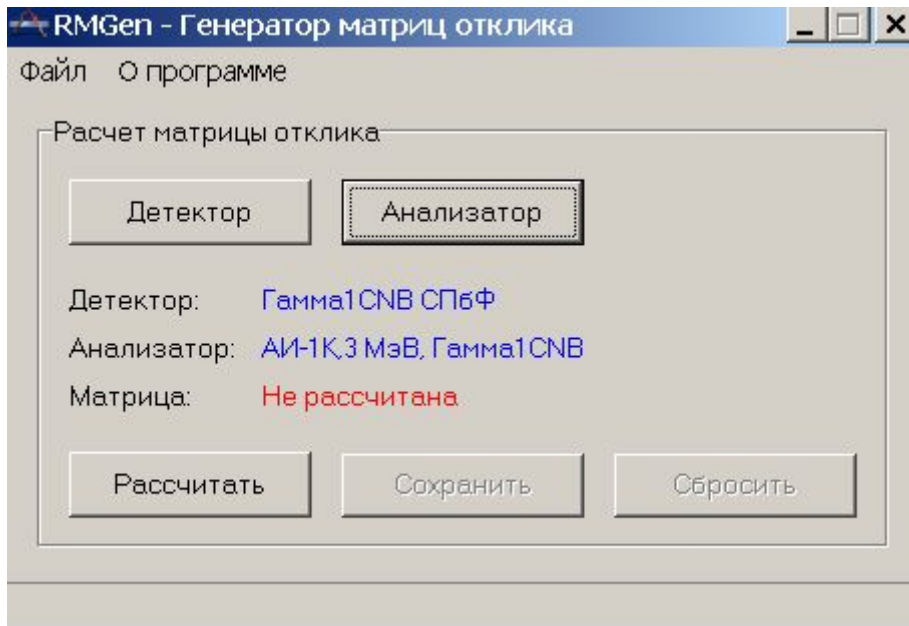 RMGen - Генератор матриц отклика
Файл О программе
Расчет матрицы отклика
Детектор Анализатор
Детектор: Гамма1CNB СПбФ
Анализатор: АИ-1К,3 МэВ, Гамма1CNB
Матрица: Не рассчитана
Рассчитать Сохранить Сбросить